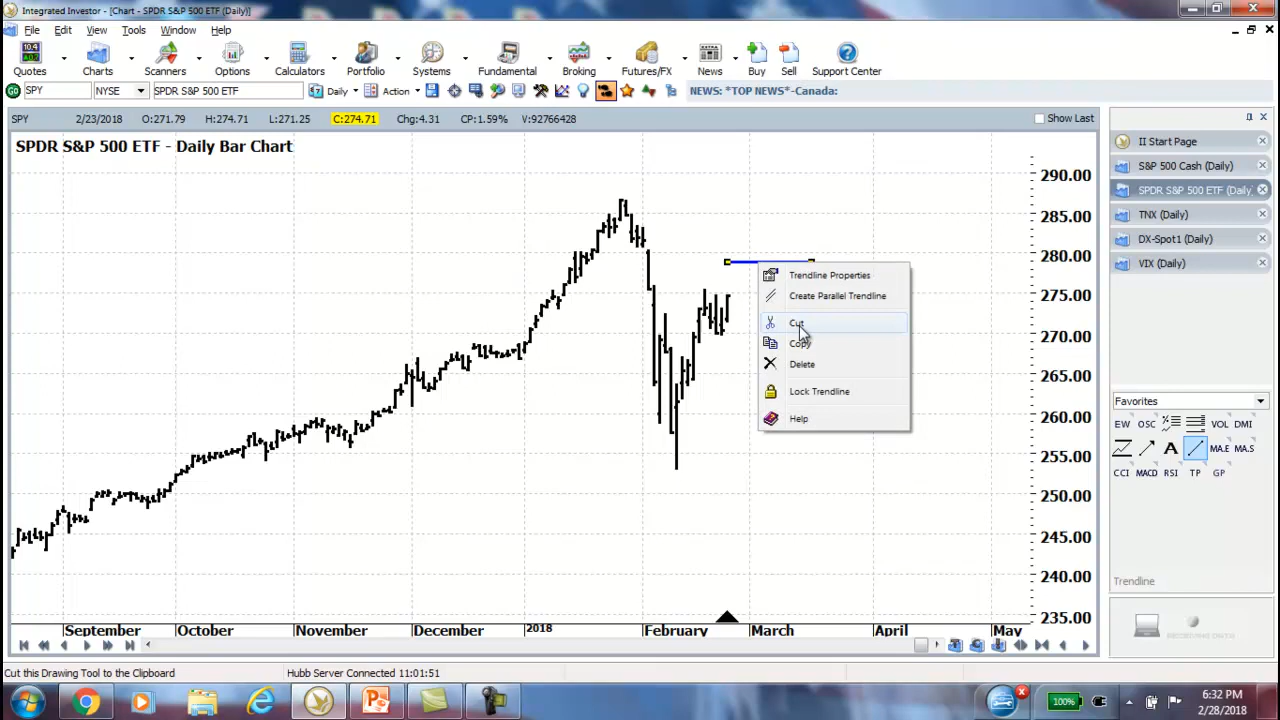 Integrated Investor - [Chart - SPDR S&P 500 ETF (Daily)]
File Edit View Tools Window Help
Quotes Charts Scanners Options Calculators Portfolio Systems Fundamental Broking Futures/FX News Buy Sell Support Center
GO SPY NYSE SPDR S&P 500 ETF Daily Action NEWS: *TOP NEWS*-Canada:
SPY 2/23/2018 O:271.79 H:274.71 L:271.25 C:274.71 Chg:4.31 CP:1.59% V:92766428 Show Last
SPDR S&P 500 ETF - Daily Bar Chart
290.00
285.00
280.00
275.00
270.00
265.00
260.00
255.00
250.00
245.00
240.00
235.00
Trendline Properties
Create Parallel Trendline
Cut
Copy
Delete
Lock Trendline
Help
September October November December 2018 February March April May
II Start Page
S&P 500 Cash (Daily)
SPDR S&P 500 ETF (Daily)
TNX (Daily)
DX-Spot1 (Daily)
VIX (Daily)
Favorites
EW OSC VOL DMI
A MA.E MA.S
CCI MACD RSI TP GP
Trendline
Cut this Drawing Tool to the Clipboard Hubb Server Connected 11:01:51
100% 6:32 PM
2/28/2018